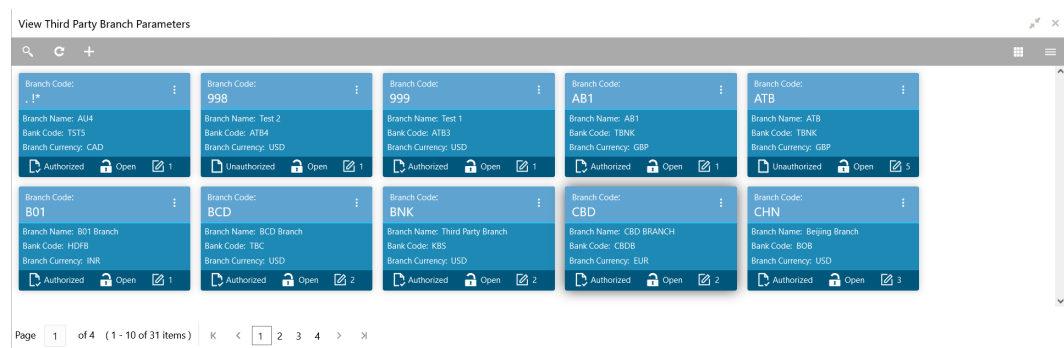 View Third Party Branch Parameters
Branch Code: Branch Code: Branch Code: Branch Code: Branch Code:
. !* 998 999 AB1 ATB
Branch Name: AU4 Branch Name: Test 2 Branch Name: Test 1 Branch Name: AB1 Branch Name: ATB
Bank Code: TST5 Bank Code: ATB4 Bank Code: ATB3 Bank Code: TBNK Bank Code: TBNK
Branch Currency: CAD Branch Currency: USD Branch Currency: USD Branch Currency: GBP Branch Currency: GBP
Authorized Open 1 Unauthorized Open 1 Authorized Open 1 Authorized Open 1 Unauthorized Open 5
Branch Code: Branch Code: Branch Code: Branch Code: Branch Code:
B01 BCD BNK CBD CHN
Branch Name: B01 Branch Branch Name: BCD Branch Branch Name: Third Party Branch Branch Name: CBD BRANCH Branch Name: Beijing Branch
Bank Code: HDFB Bank Code: TBC Bank Code: KBS Bank Code: CBDB Bank Code: BOB
Branch Currency: INR Branch Currency: USD Branch Currency: USD Branch Currency: EUR Branch Currency: USD
Authorized Open 1 Authorized Open 2 Authorized Open 2 Authorized Open 2 Authorized Open 3
Page 1 of 4 ( 1 - 10 of 31 items ) 1 2 3 4